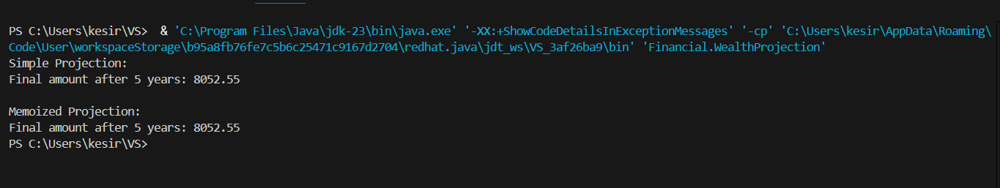 PS C:\Users\kesir\VS>  & 'C:\Program Files\Java\jdk-23\bin\java.exe' '-XX:+ShowCodeDetailsInExceptionMessages' '-cp' 'C:\Users\kesir\AppData\Roaming\
Code\User\workspaceStorage\b95a8fb76fe7c5b6c25471c9167d2704\redhat.java\jdt_ws\VS_3af26ba9\bin' 'Financial.WealthProjection'
Simple Projection:
Final amount after 5 years: 8052.55
Memoized Projection:
Final amount after 5 years: 8052.55
PS C:\Users\kesir\VS>